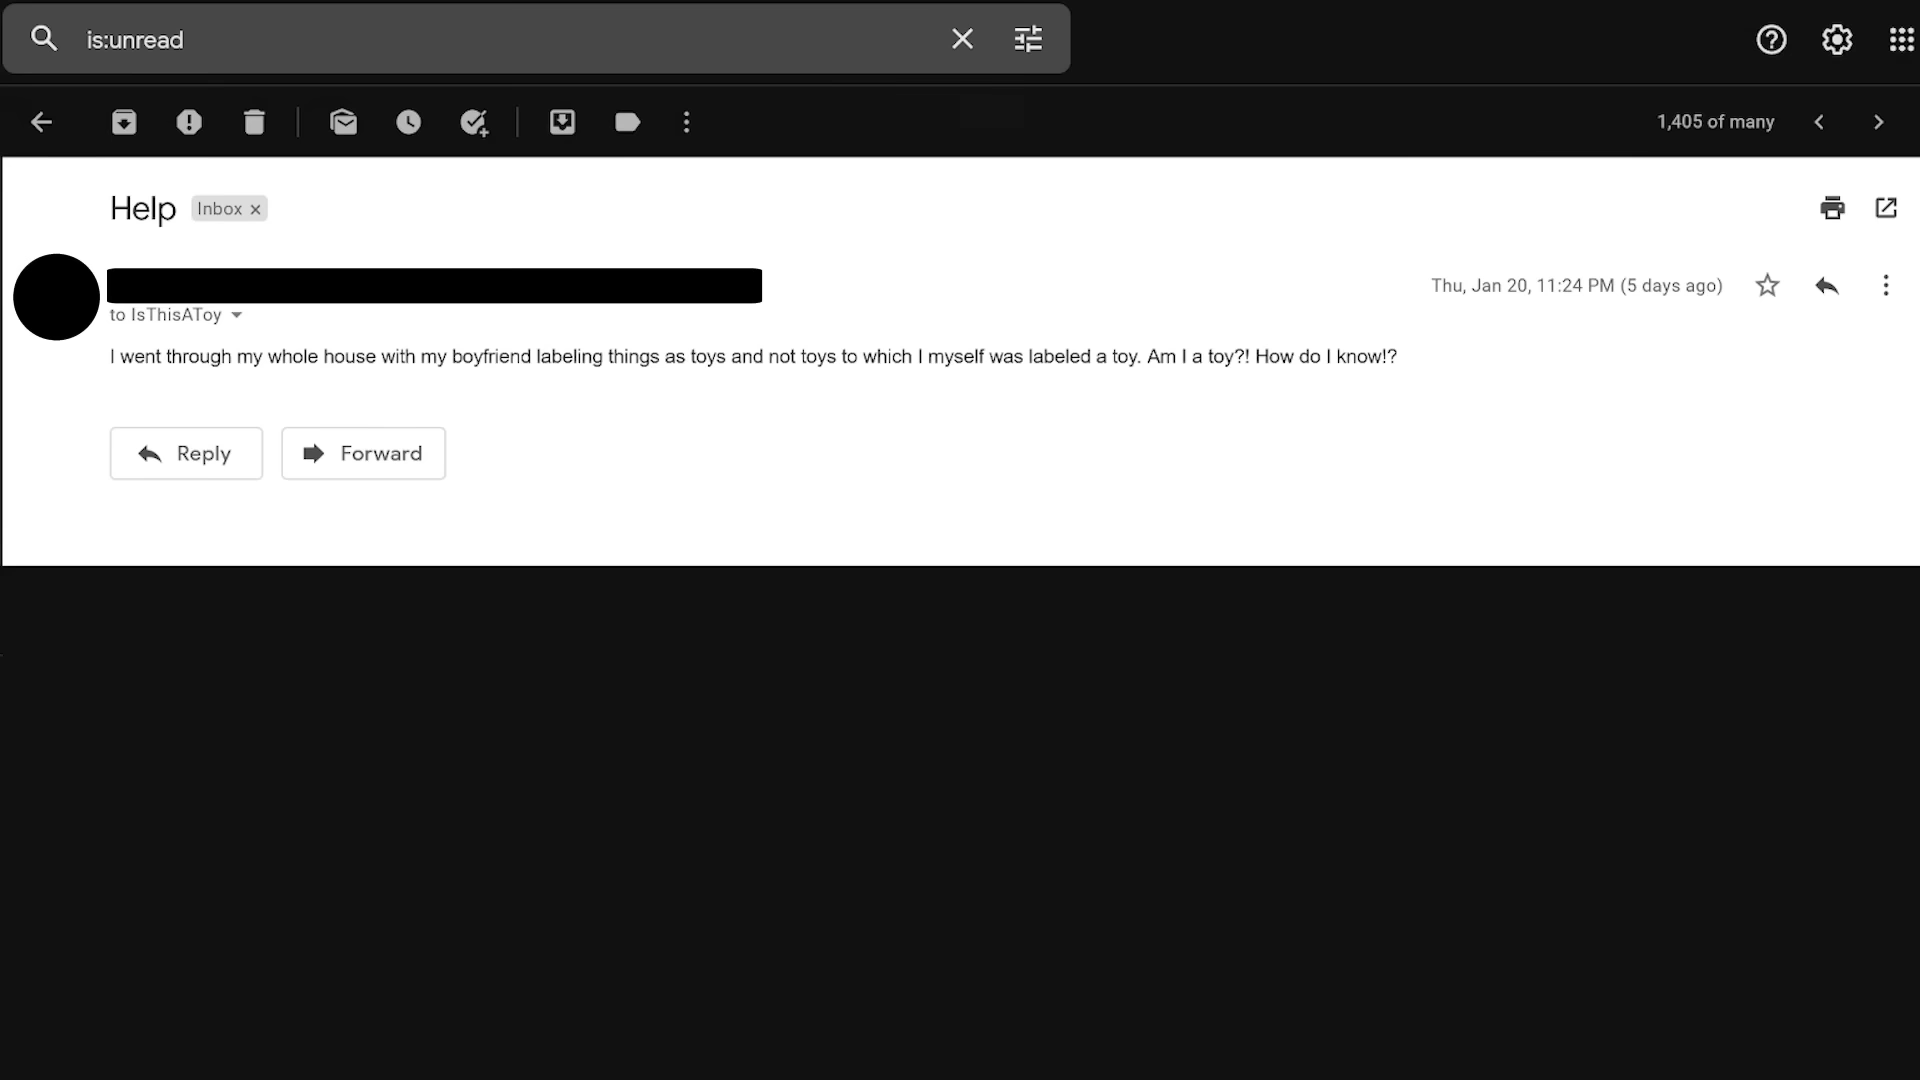 is:unread
1,405 of many
Help Inbox x
Thu, Jan 20, 11:24 PM (5 days ago)
to IsThisAToy
I went through my whole house with my boyfriend labeling things as toys and not toys to which I myself was labeled a toy. Am I a toy?! How do I know!?
Reply Forward